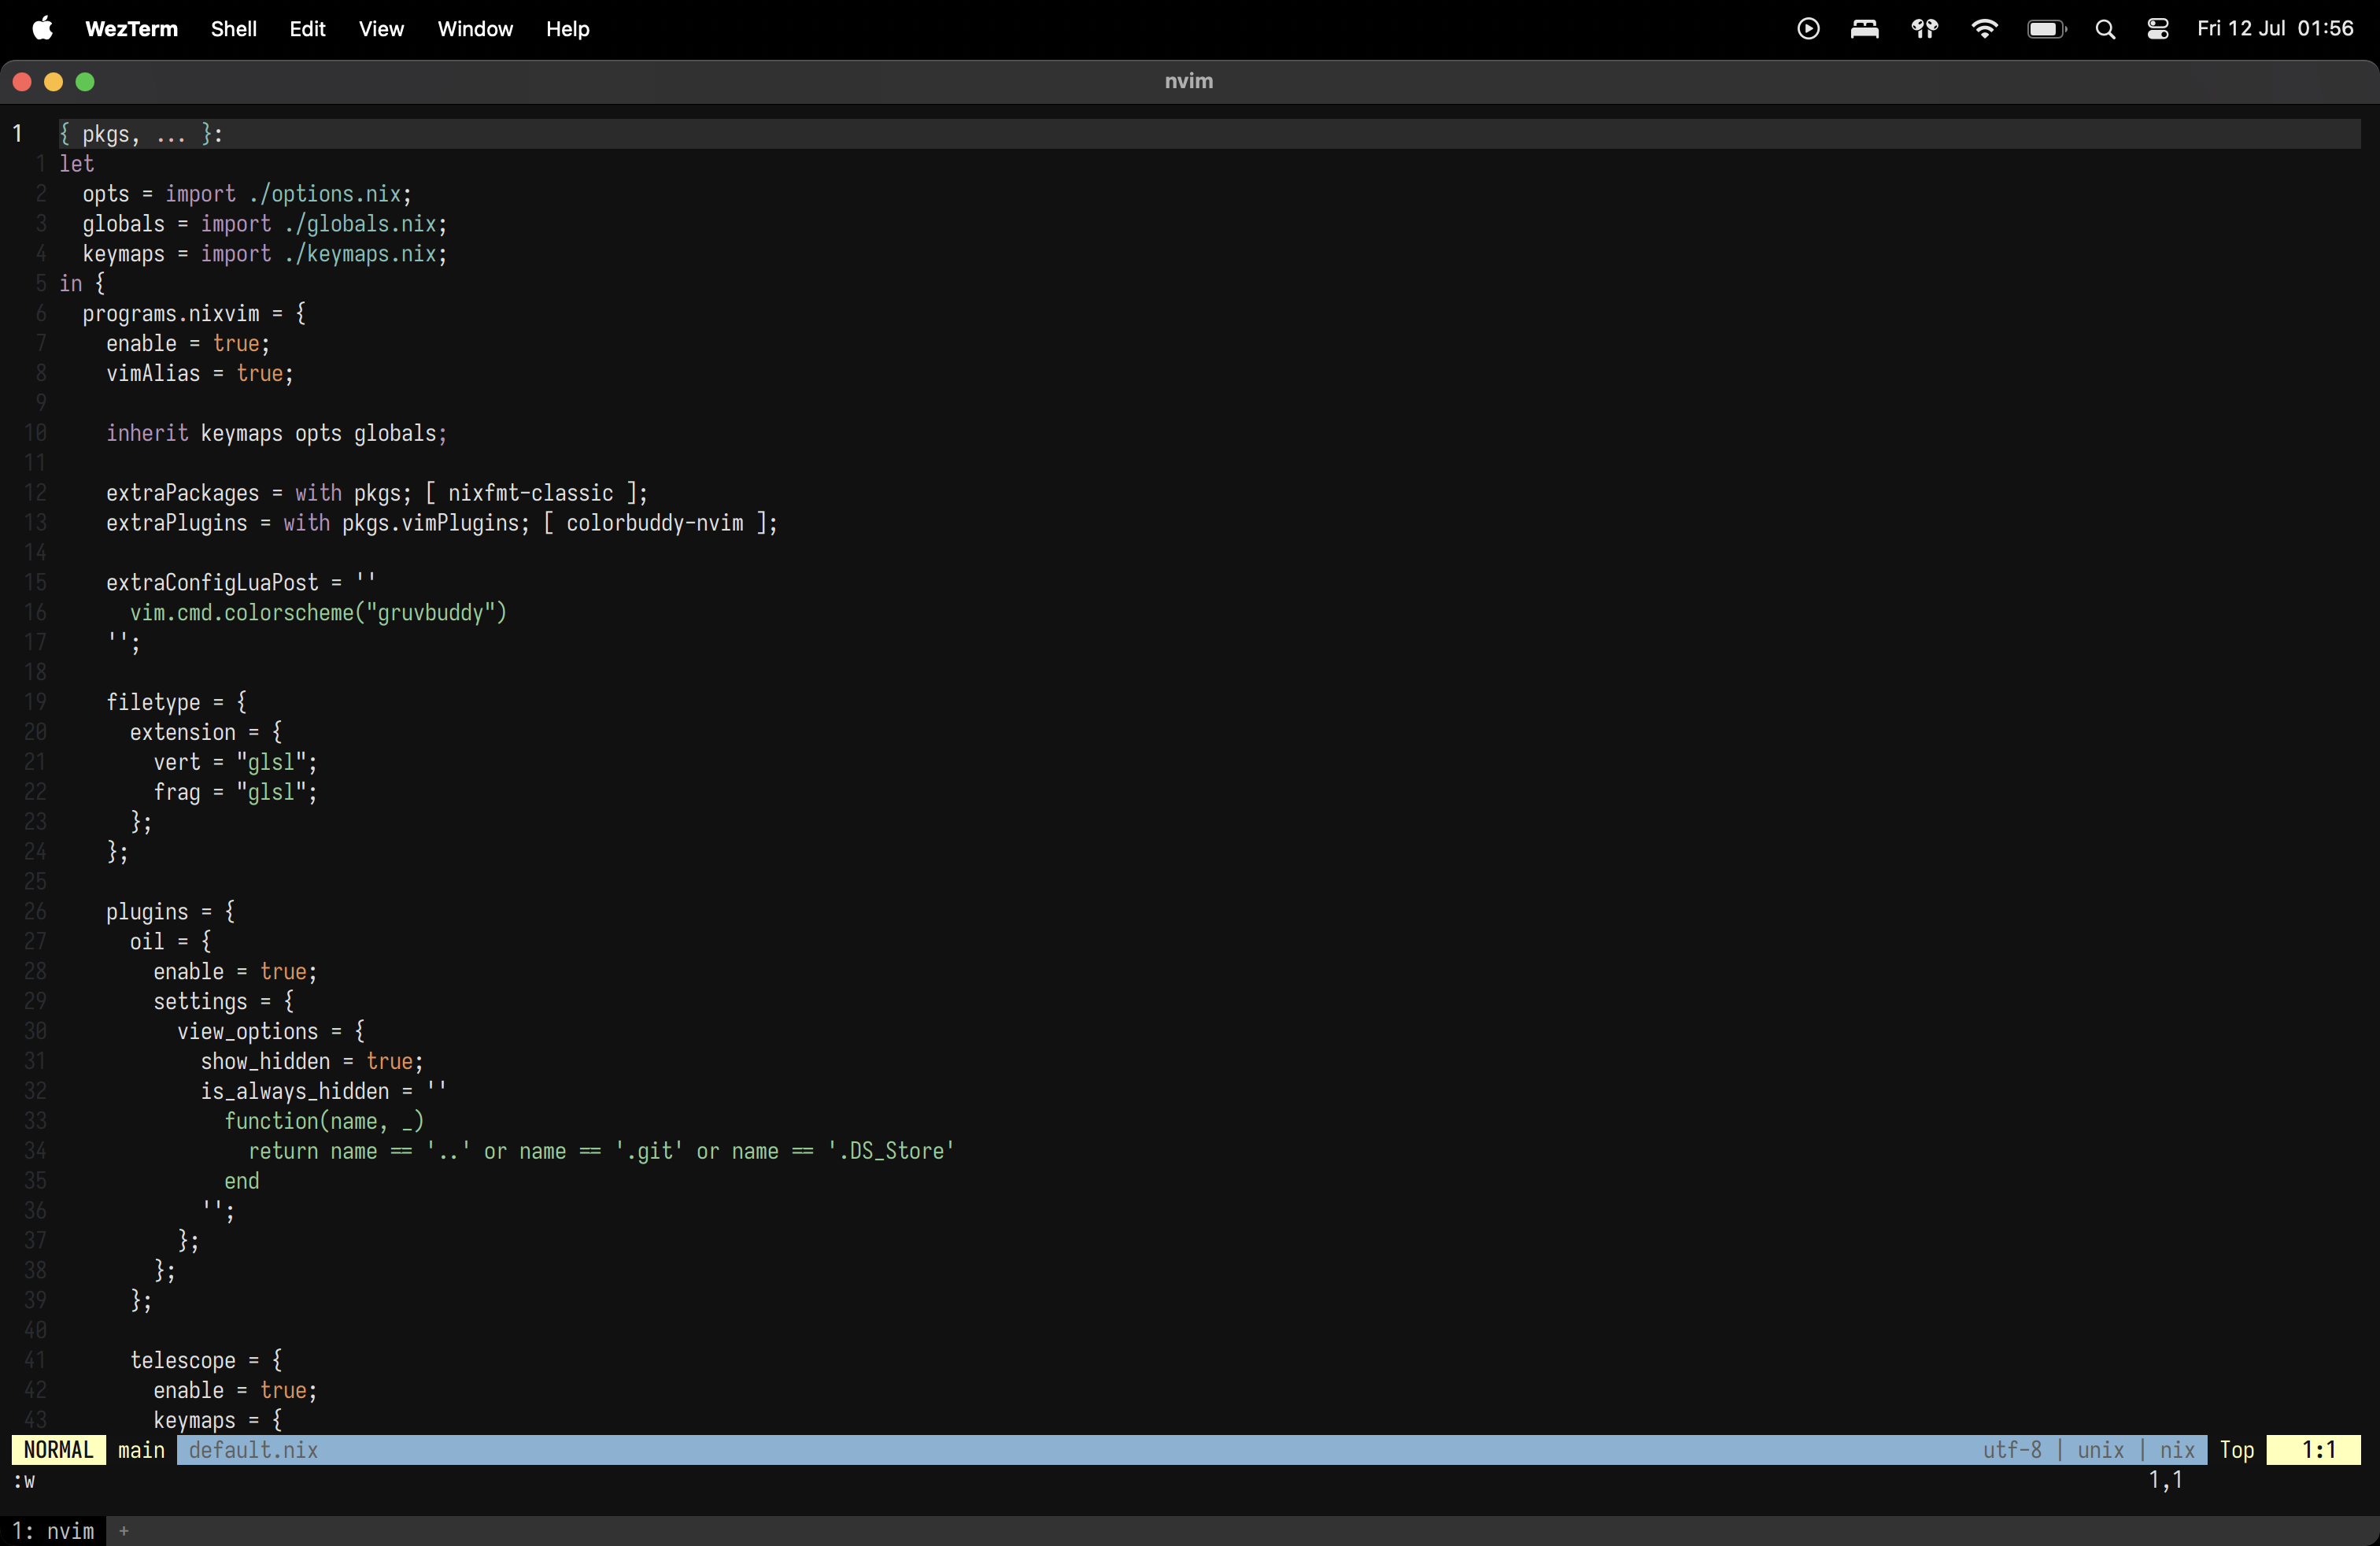 WezTerm Shell Edit View Window Help Fri 12 Jul 01:56
nvim
1 { pkgs, ... }:
1 let
2 opts = import ./options.nix;
3 globals = import ./globals.nix;
4 keymaps = import ./keymaps.nix;
5 in {
6 programs.nixvim = {
7 enable = true;
8 vimAlias = true;
9
10 inherit keymaps opts globals;
11
12 extraPackages = with pkgs; [ nixfmt-classic ];
13 extraPlugins = with pkgs.vimPlugins; [ colorbuddy-nvim ];
14
15 extraConfigLuaPost = ''
16 vim.cmd.colorscheme("gruvbuddy")
17 '';
18
19 filetype = {
20 extension = {
21 vert = "glsl";
22 frag = "glsl";
23 };
24 };
25
26 plugins = {
27 oil = {
28 enable = true;
29 settings = {
30 view_options = {
31 show_hidden = true;
32 is_always_hidden = ''
33 function(name, _)
34 return name == '..' or name == '.git' or name == '.DS_Store'
35 end
36 '';
37 };
38 };
39 };
40
41 telescope = {
42 enable = true;
43 keymaps = {
NORMAL main default.nix utf-8 | unix | nix Top 1:1
:w 1,1
1: nvim +